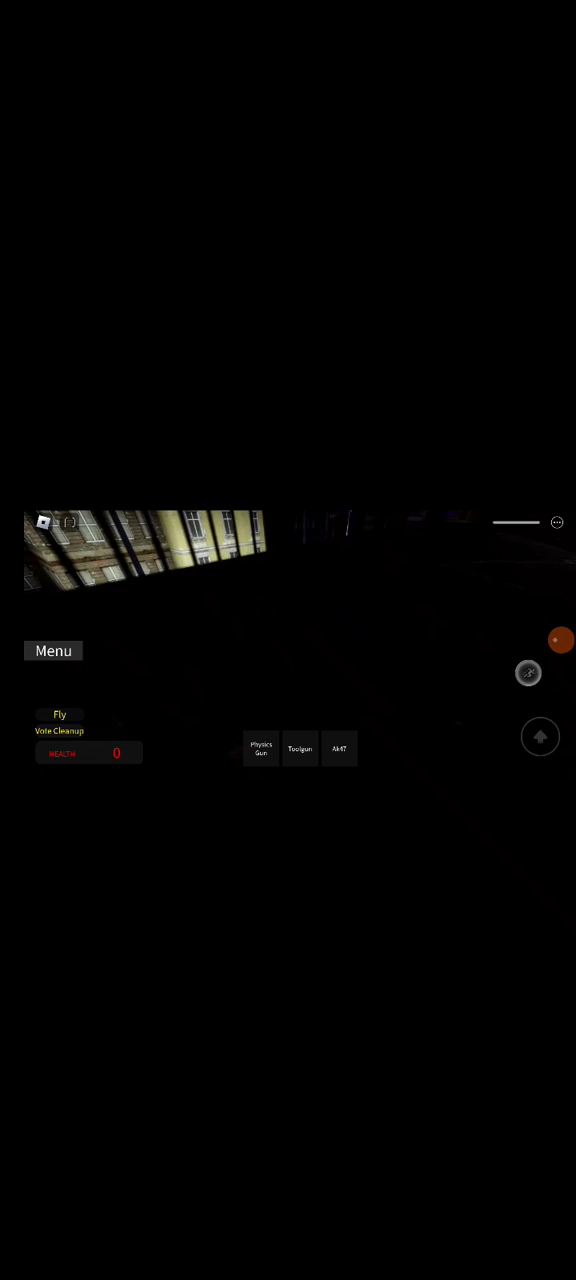 Menu
Fly
Vote Cleanup
HEALTH 0
Physics
Gun
Toolgun
Ak47